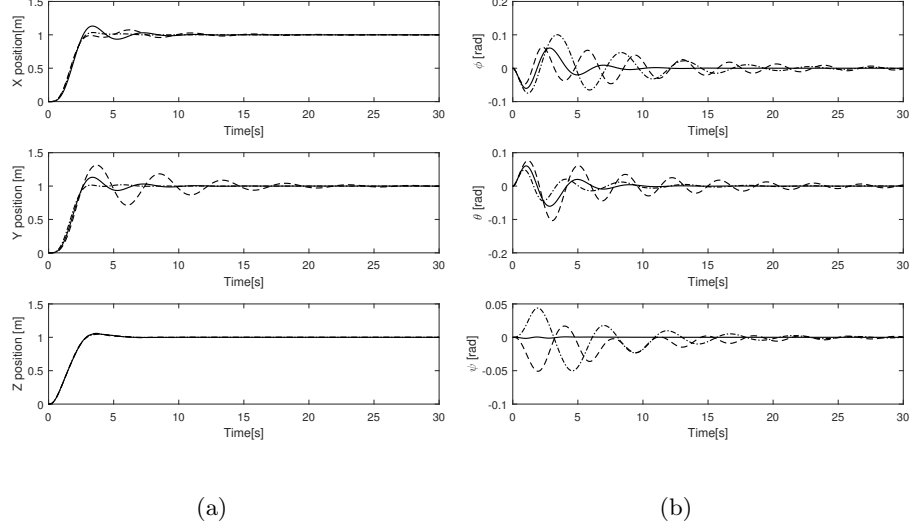 1.5
1
0.5
0
X position[m]
0 5 10 15 20 25 30
Time[s]
1.5
1
0.5
0
Y position [m]
0 5 10 15 20 25 30
Time[s]
1.5
1
0.5
0
Z position [m]
0 5 10 15 20 25 30
Time[s]
(a)
0.2
0.1
0
-0.1
ϕ [rad]
0 5 10 15 20 25 30
Time[s]
0.1
0
-0.1
-0.2
θ [rad]
0 5 10 15 20 25 30
Time[s]
0.05
0
-0.05
-0.1
ψ [rad]
0 5 10 15 20 25 30
Time[s]
(b)